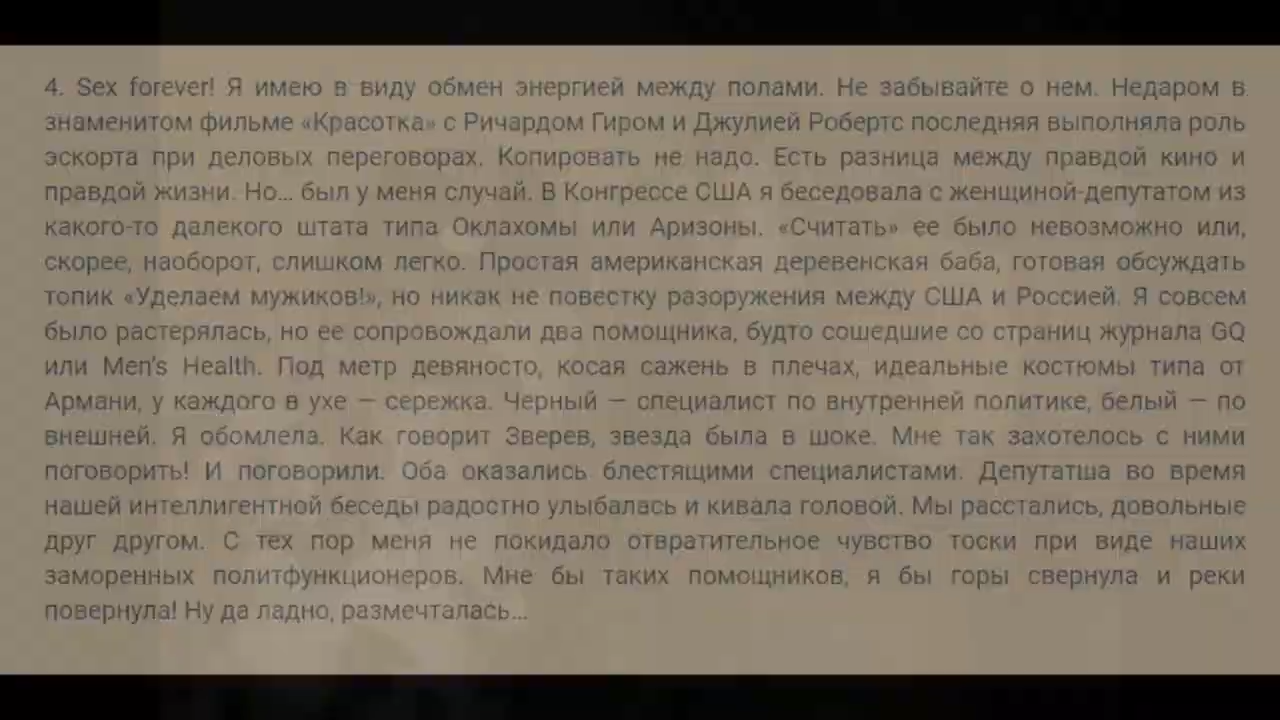 4. Sex forever! Я имею в виду обмен энергией между полами. Не забывайте о нем. Недаром в
знаменитом фильме «Красотка» с Ричардом Гиром и Джулией Робертс последняя выполняла роль
эскорта при деловых переговорах. Копировать не надо. Есть разница между правдой кино и
правдой жизни. Но... был у меня случай. В Конгрессе США я беседовала с женщиной-депутатом из
какого-то далекого штата типа Оклахомы или Аризоны. «Считать» ее было невозможно или,
скорее, наоборот, слишком легко. Простая американская деревенская баба, готовая обсуждать
топик «Уделаем мужиков!», но никак не повестку разоружения между США и Россией. Я совсем
было растерялась, но ее сопровождали два помощника, будто сошедшие со страниц журнала GQ
или Men's Health. Под метр девяносто, косая сажень в плечах, идеальные костюмы типа от
Армани, у каждого в ухе — сережка. Черный — специалист по внутренней политике, белый — по
внешней. Я обомлела. Как говорит Зверев, звезда была в шоке. Мне так захотелось с ними
поговорить! И поговорили. Оба оказались блестящими специалистами. Депутатша во время
нашей интеллигентной беседы радостно улыбалась и кивала головой. Мы расстались, довольные
друг другом. С тех пор меня не покидало отвратительное чувство тоски при виде наших
заморенных политфункционеров. Мне бы таких помощников, я бы горы свернула и реки
повернула! Ну да ладно, размечталась...